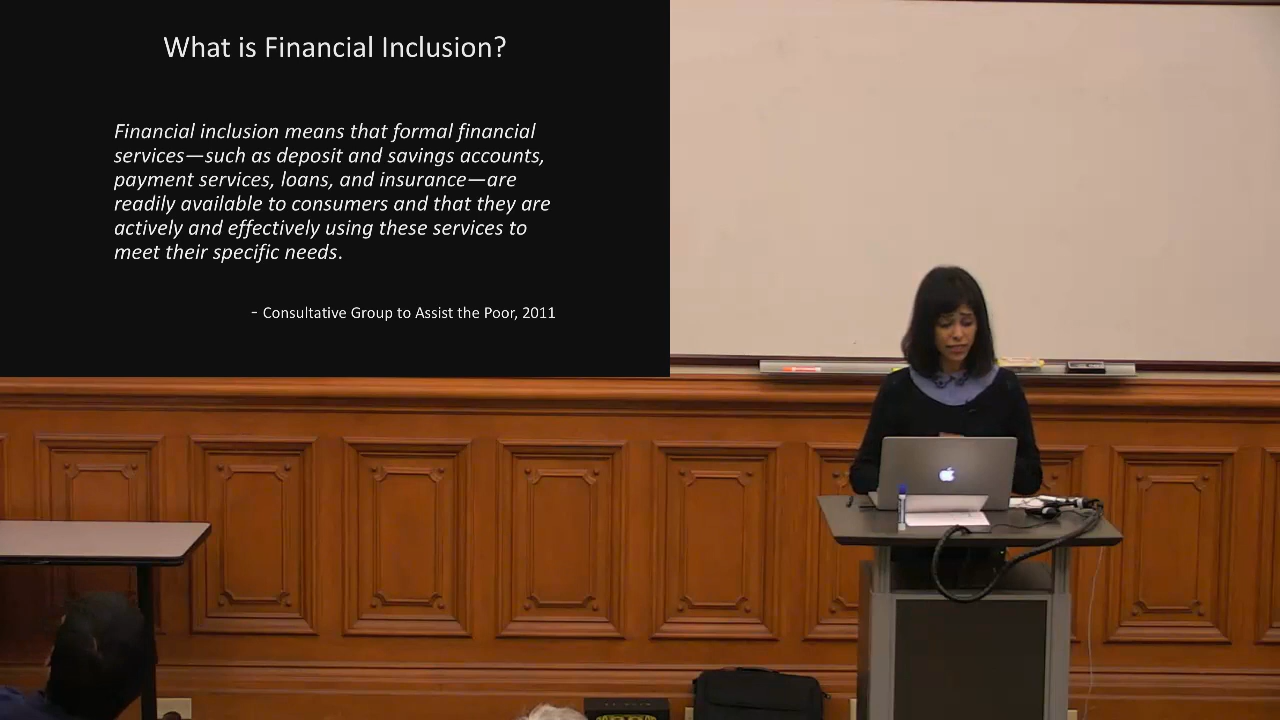 What is Financial Inclusion?
Financial inclusion means that formal financial
services—such as deposit and savings accounts,
payment services, loans, and insurance—are
readily available to consumers and that they are
actively and effectively using these services to
meet their specific needs.
- Consultative Group to Assist the Poor, 2011